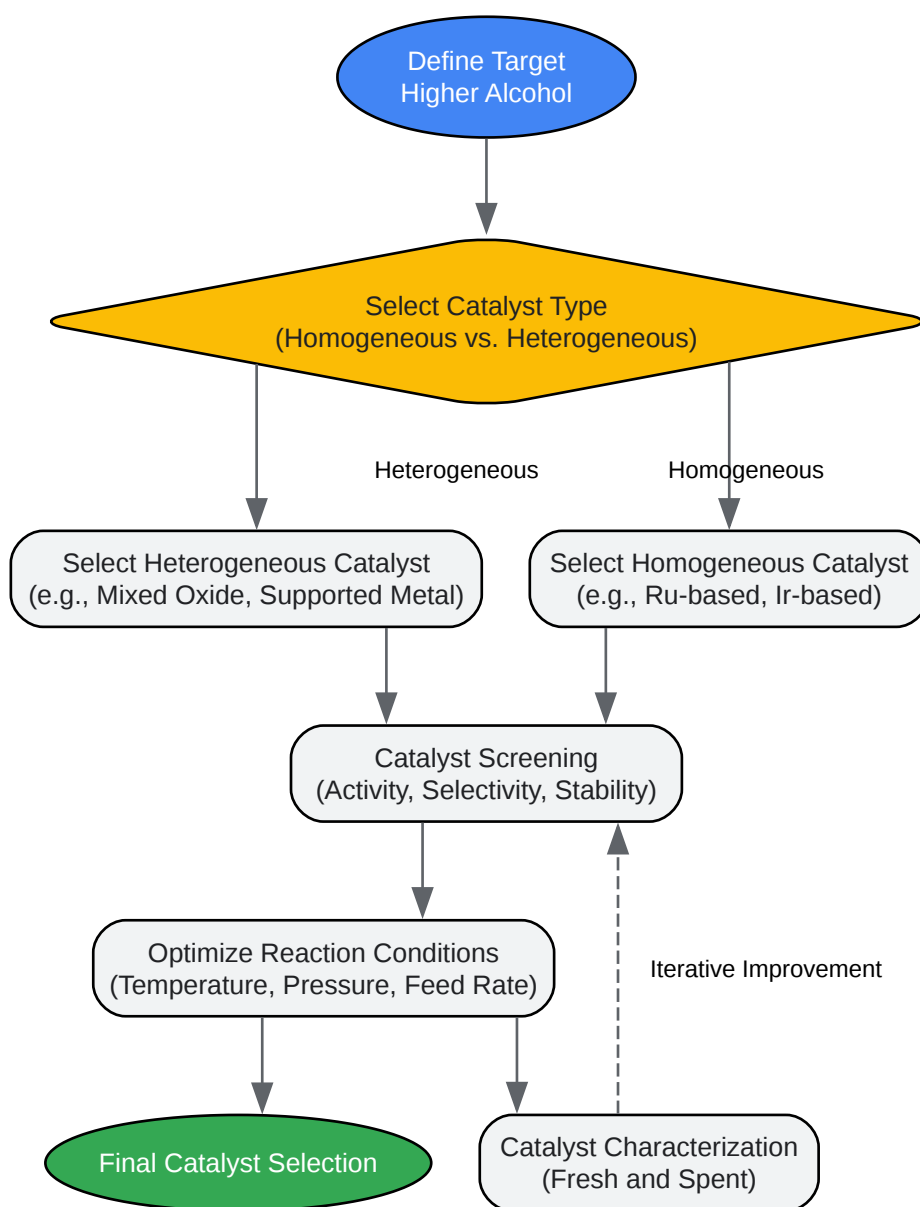 Define Target
Higher Alcohol
Select Catalyst Type
(Homogeneous vs. Heterogeneous)
Heterogeneous
Homogeneous
Select Heterogeneous Catalyst
(e.g., Mixed Oxide, Supported Metal)
Select Homogeneous Catalyst
(e.g., Ru-based, Ir-based)
Catalyst Screening
(Activity, Selectivity, Stability)
Optimize Reaction Conditions
(Temperature, Pressure, Feed Rate)
Iterative Improvement
Final Catalyst Selection
Catalyst Characterization
(Fresh and Spent)